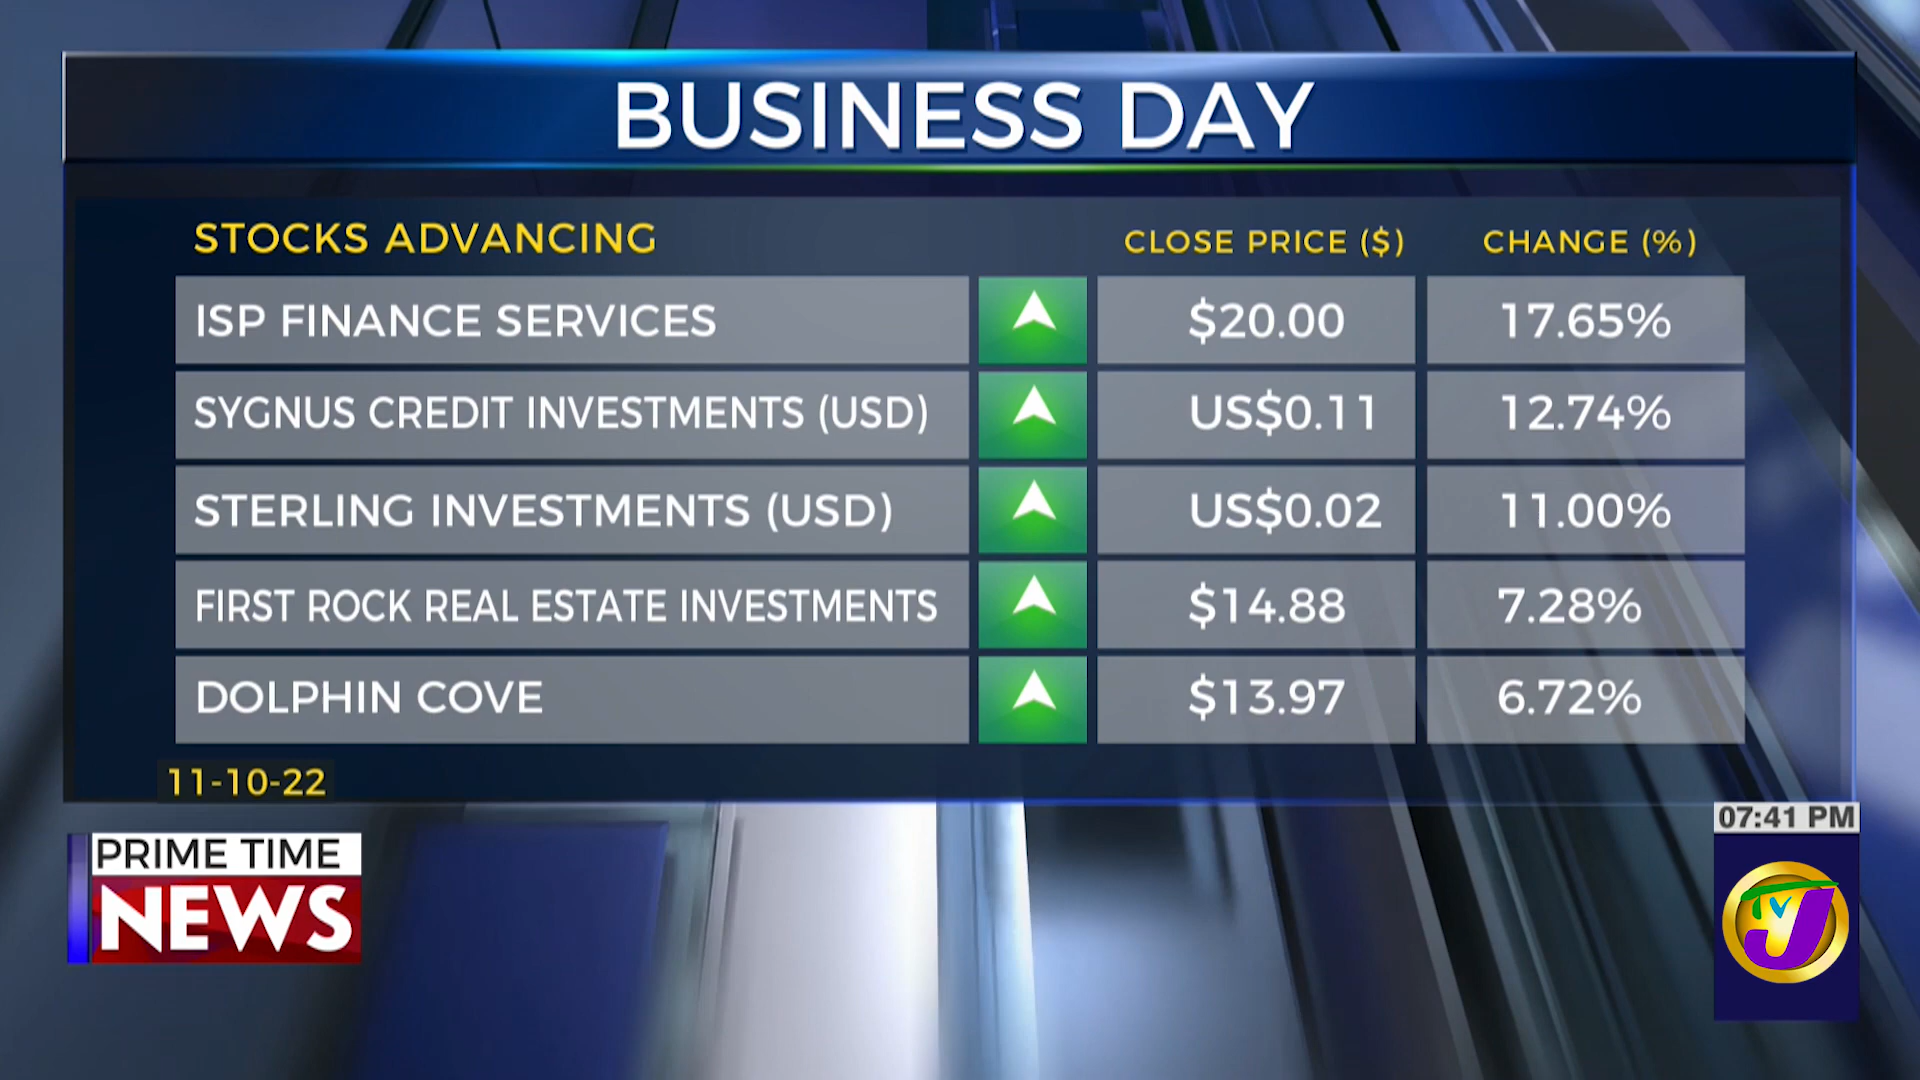 BUSINESS DAY
STOCKS ADVANCING CLOSE PRICE ($) CHANGE (%)
ISP FINANCE SERVICES $20.00 17.65%
SYGNUS CREDIT INVESTMENTS (USD) US$0.11 12.74%
STERLING INVESTMENTS (USD) US$0.02 11.00%
FIRST ROCK REAL ESTATE INVESTMENTS $14.88 7.28%
DOLPHIN COVE $13.97 6.72%
11-10-22
07:41 PM
PRIME TIME
NEWS
TVJ